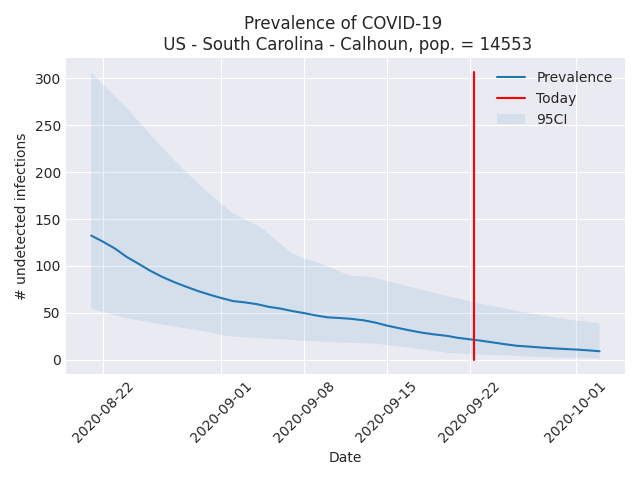 Prevalence of COVID-19
US - South Carolina - Calhoun, pop. = 14553
Prevalence
Today
95CI
# undetected infections
300
250
200
150
100
50
0
2020-08-22
2020-09-01
2020-09-08
2020-09-15
2020-09-22
2020-10-01
Date